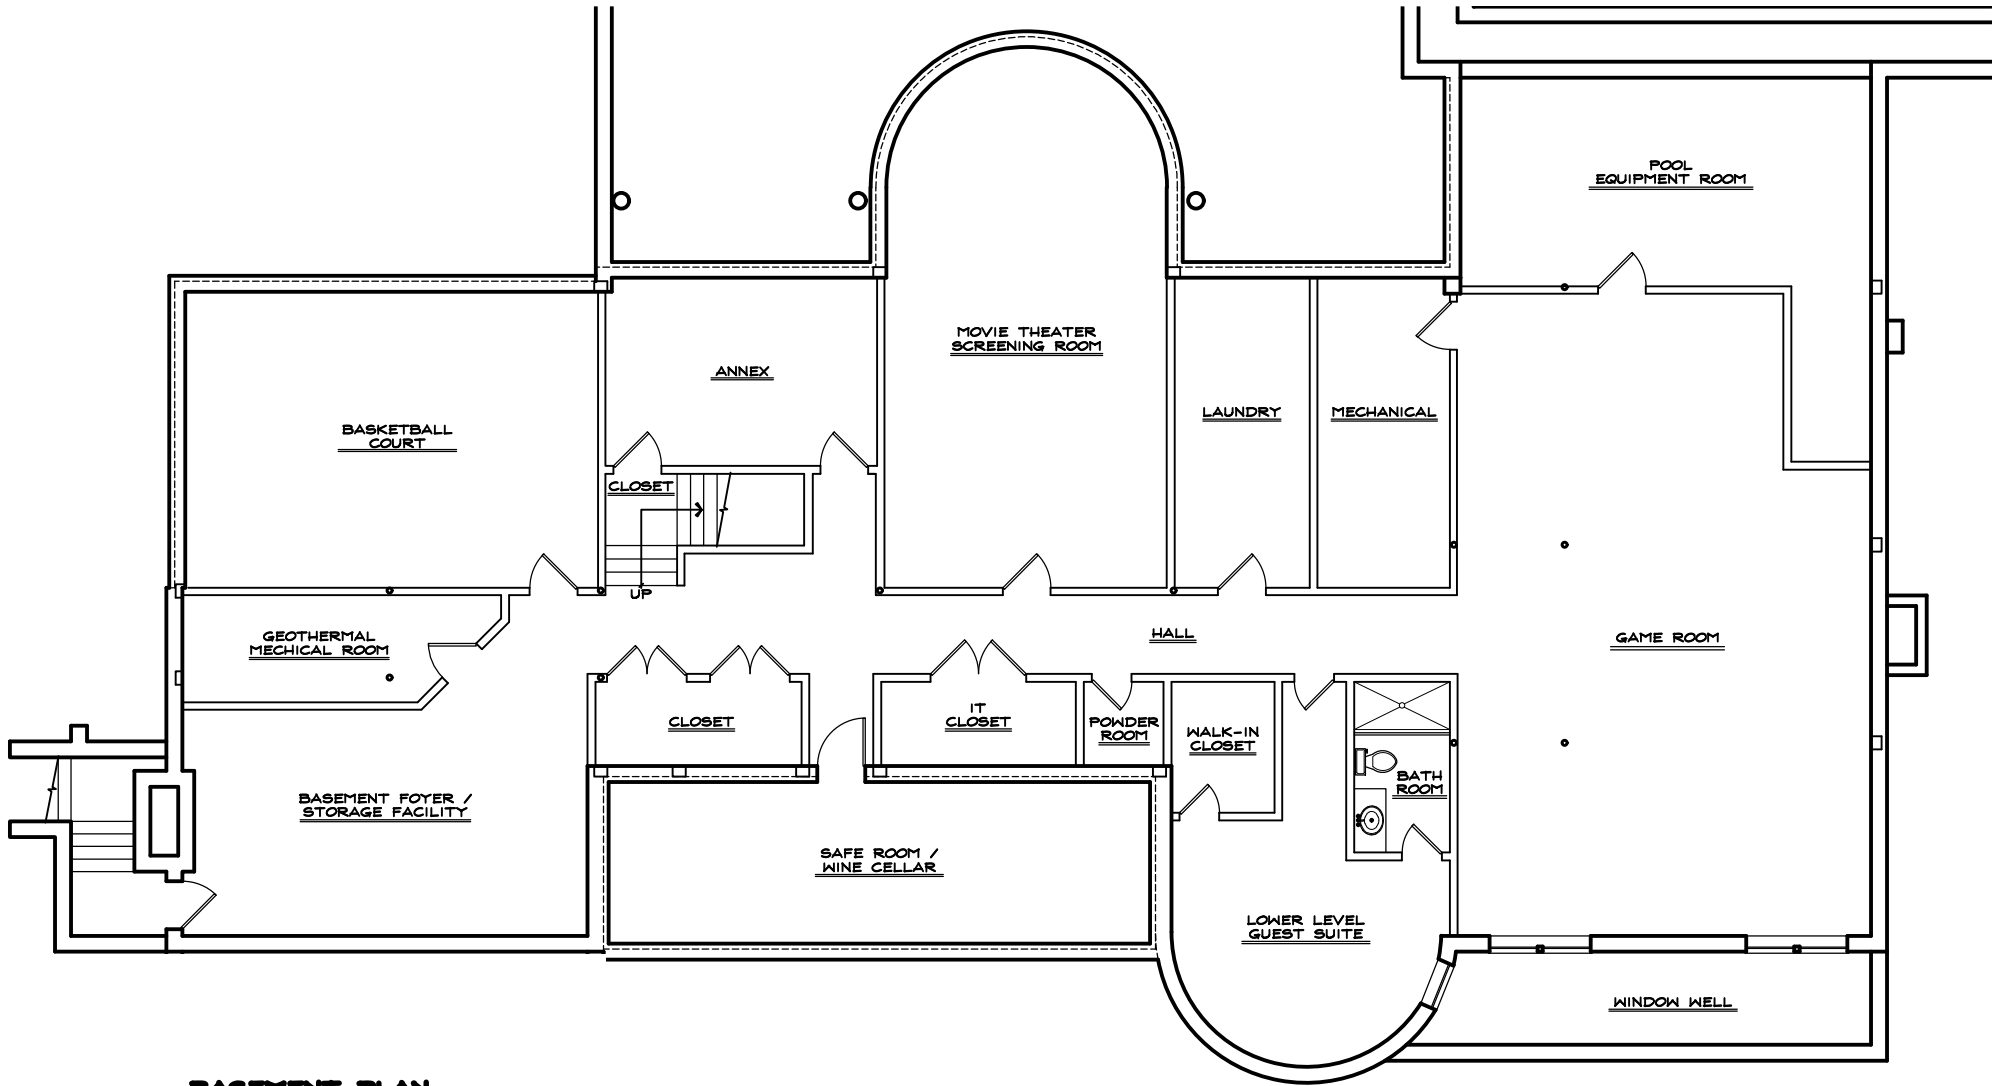 POOL
EQUIPMENT ROOM
MOVIE THEATER
SCREENING ROOM
ANNEX
LAUNDRY
MECHANICAL
BASKETBALL
COURT
CLOSET
UP
GEOTHERMAL
MECHICAL ROOM
HALL
GAME ROOM
CLOSET
IT
CLOSET
POWDER
ROOM
WALK-IN
CLOSET
BATH
ROOM
BASEMENT FOYER /
STORAGE FACILITY
SAFE ROOM /
WINE CELLAR
LOWER LEVEL
GUEST SUITE
WINDOW WELL
BASEMENT PLAN